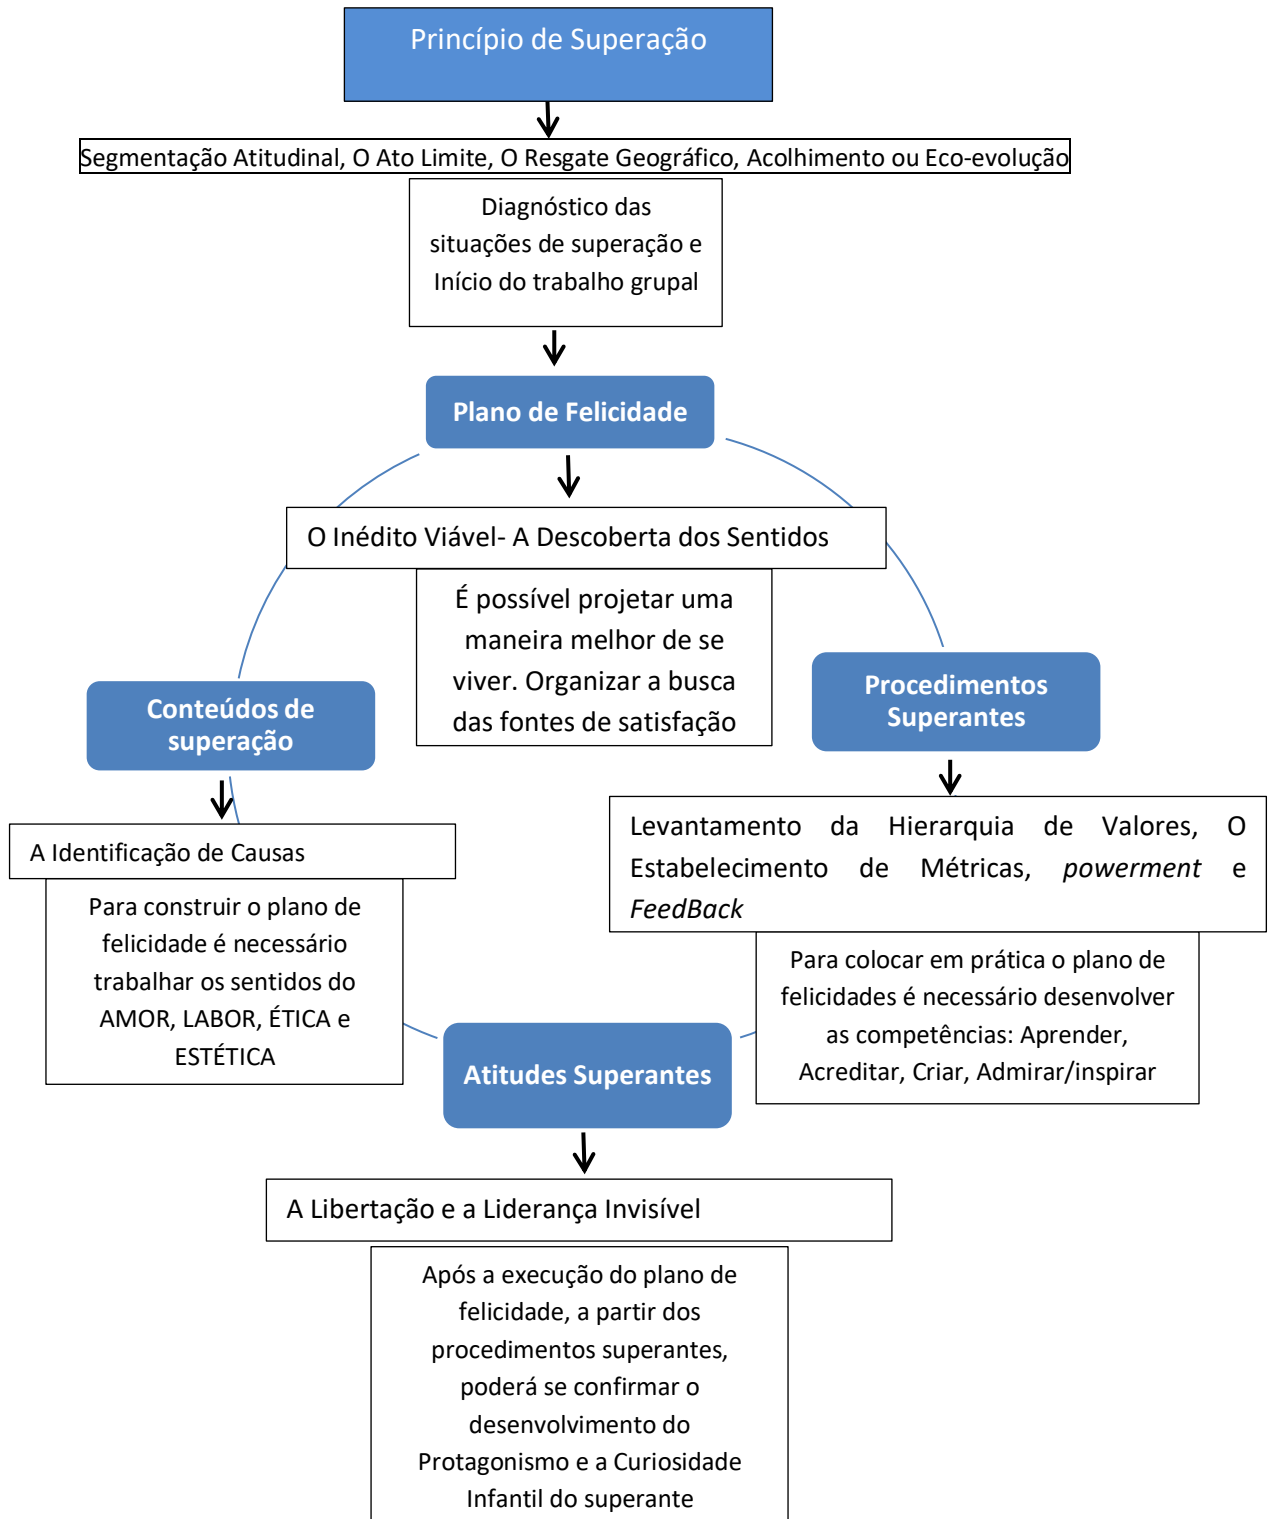 Princípio de Superação
Segmentação Atitudinal, O Ato Limite, O Resgate Geográfico, Acolhimento ou Eco-evolução
Diagnóstico das
situações de superação e
Início do trabalho grupal
Plano de Felicidade
O Inédito Viável- A Descoberta dos Sentidos
É possível projetar uma
maneira melhor de se
viver. Organizar a busca
das fontes de satisfação
Conteúdos de
superação
A Identificação de Causas
Para construir o plano de
felicidade é necessário
trabalhar os sentidos do
AMOR, LABOR, ÉTICA e
ESTÉTICA
Procedimentos
Superantes
Levantamento da Hierarquia de Valores, O
Estabelecimento de Métricas, powerment e
FeedBack
Para colocar em prática o plano de
felicidades é necessário desenvolver
as competências: Aprender,
Acreditar, Criar, Admirar/inspirar
Atitudes Superantes
A Libertação e a Liderança Invisível
Após a execução do plano de
felicidade, a partir dos
procedimentos superantes,
poderá se confirmar o
desenvolvimento do
Protagonismo e a Curiosidade
Infantil do superante